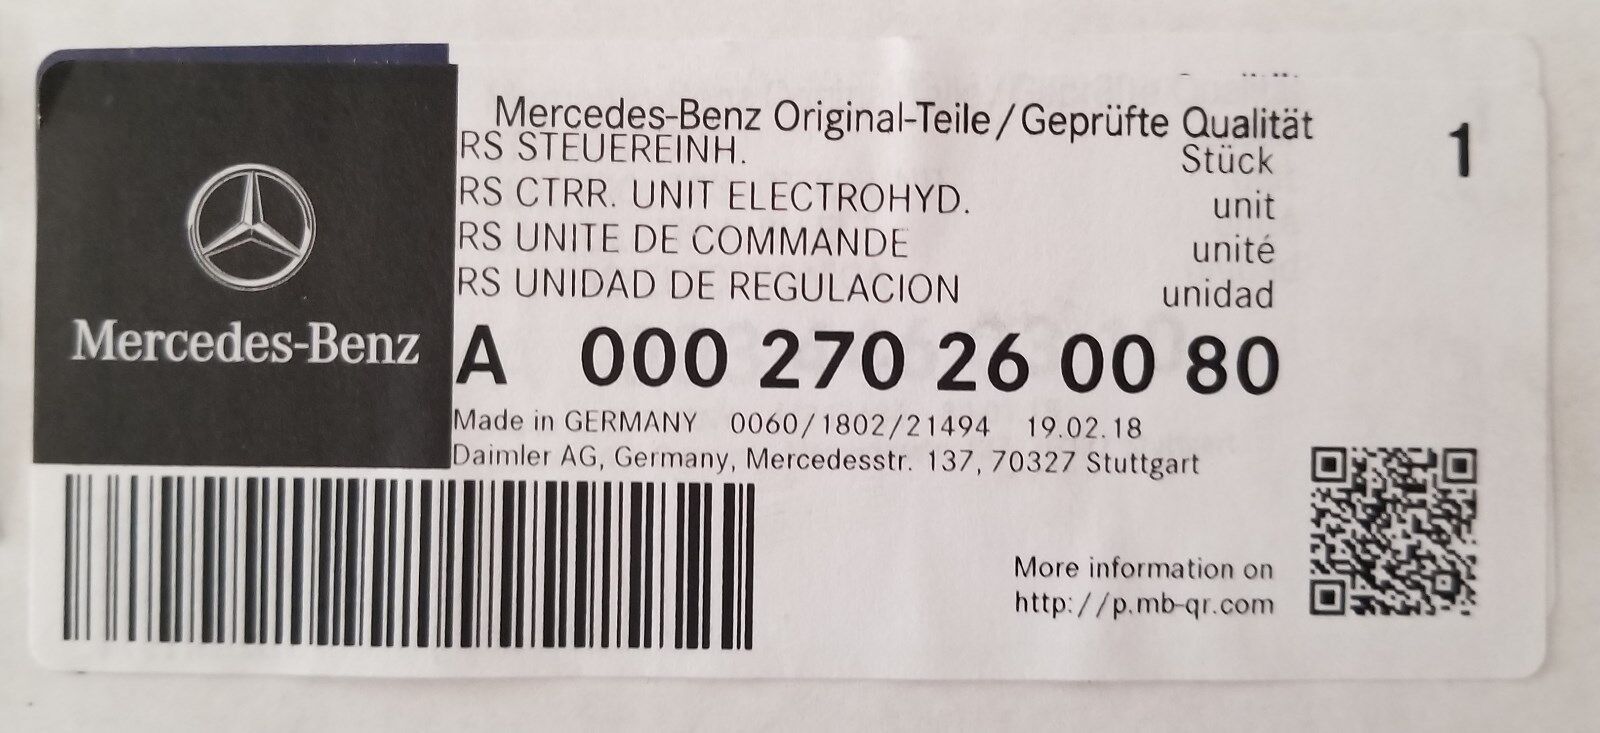 Mercedes-Benz
Mercedes-Benz Original-Teile/Geprüfte Qualität
RS STEUEREINH. Stück 1
RS CTRR. UNIT ELECTROHYD. unit
RS UNITE DE COMMANDE unité
RS UNIDAD DE REGULACION unidad
A 000 270 26 00 80
Made in GERMANY 0060/1802/21494 19.02.18
Daimler AG, Germany, Mercedesstr. 137, 70327 Stuttgart
More information on
http://p.mb-qr.com